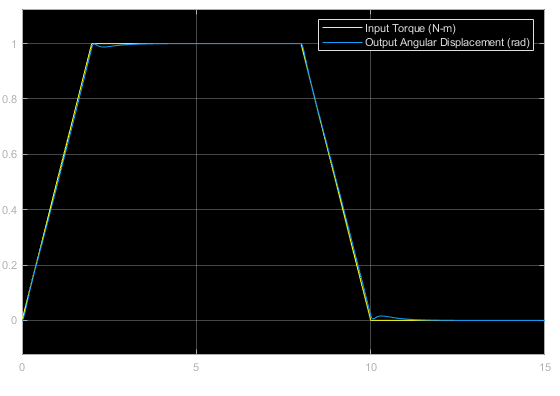 Input Torque (N-m)
Output Angular Displacement (rad)
1
0.8
0.6
0.4
0.2
0
0 5 10 15